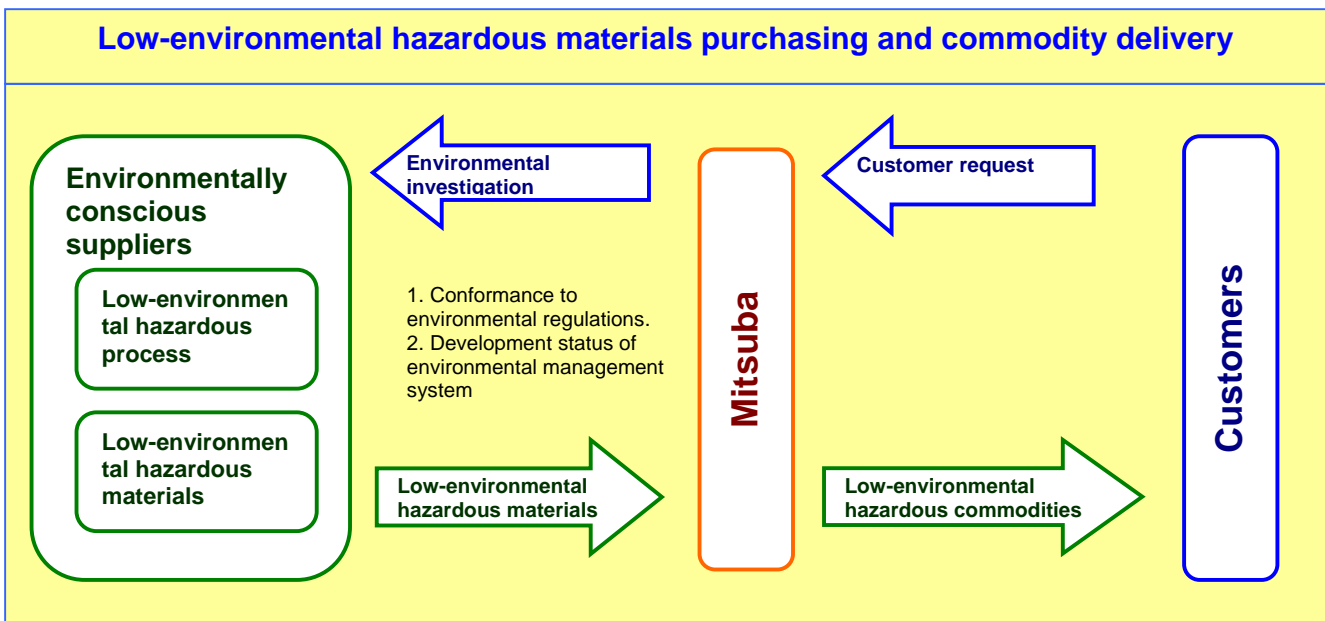 Low-environmental hazardous materials purchasing and commodity delivery
Environmentally
conscious
suppliers
Low-environmen
tal hazardous
process
Low-environmen
tal hazardous
materials
Environmental
investigation
1. Conformance to
environmental regulations.
2. Development status of
environmental management
system
Low-environmental
hazardous materials
Mitsuba
Customer request
Low-environmental
hazardous commodities
Customers